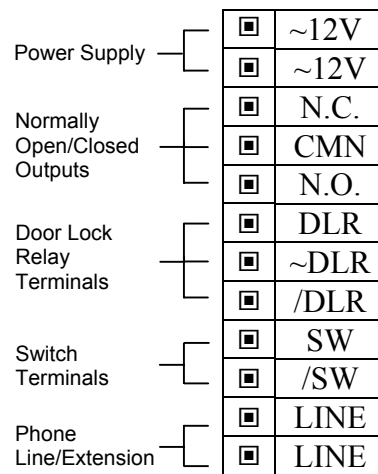 Power Supply
~12V
~12V
Normally
Open/Closed
Outputs
N.C.
CMN
N.O.
Door Lock
Relay
Terminals
DLR
~DLR
/DLR
Switch
Terminals
SW
/SW
Phone
Line/Extension
LINE
LINE